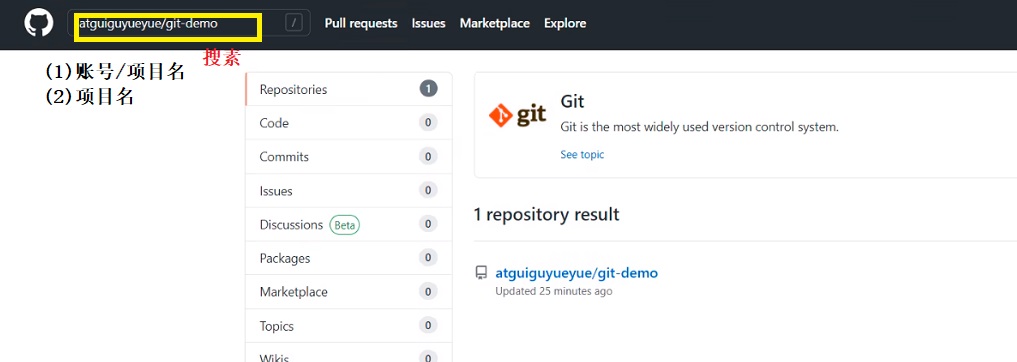 atguiguyueyue/git-demo
/
Pull requests
Issues
Marketplace
Explore
搜素
(1)账号/项目名
(2)项目名
Repositories 1
Code 0
Commits 0
Issues 0
Discussions Beta 0
Packages 0
Marketplace 0
Topics 0
Wikis 0
git
Git
Git is the most widely used version control system.
See topic
1 repository result
atguiguyueyue/git-demo
Updated 25 minutes ago